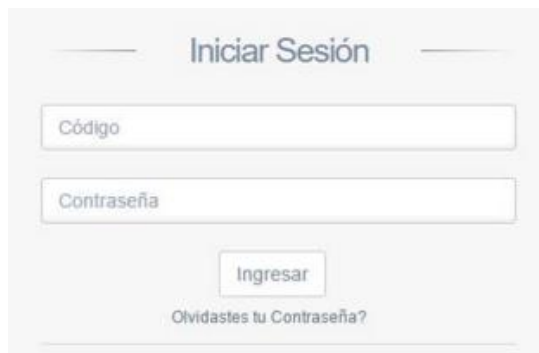 Iniciar Sesión
Código
Contraseña
Ingresar
Olvidastes tu Contraseña?